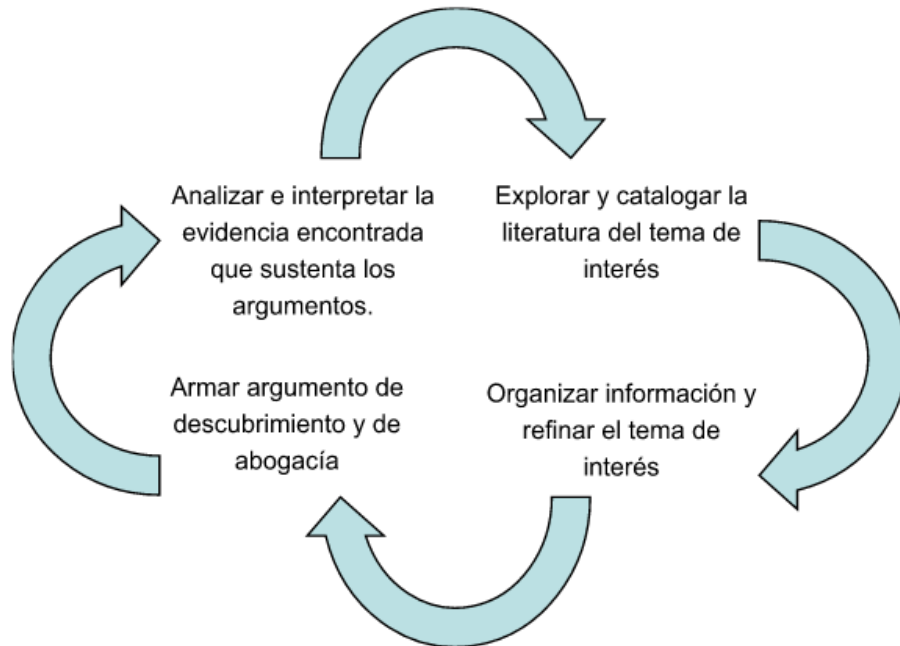 Analizar e interpretar la
evidencia encontrada
que sustenta los
argumentos.
Explorar y catalogar la
literatura del tema de
interés
Armar argumento de
descubrimiento y de
abogacía
Organizar información y
refinar el tema de
interés